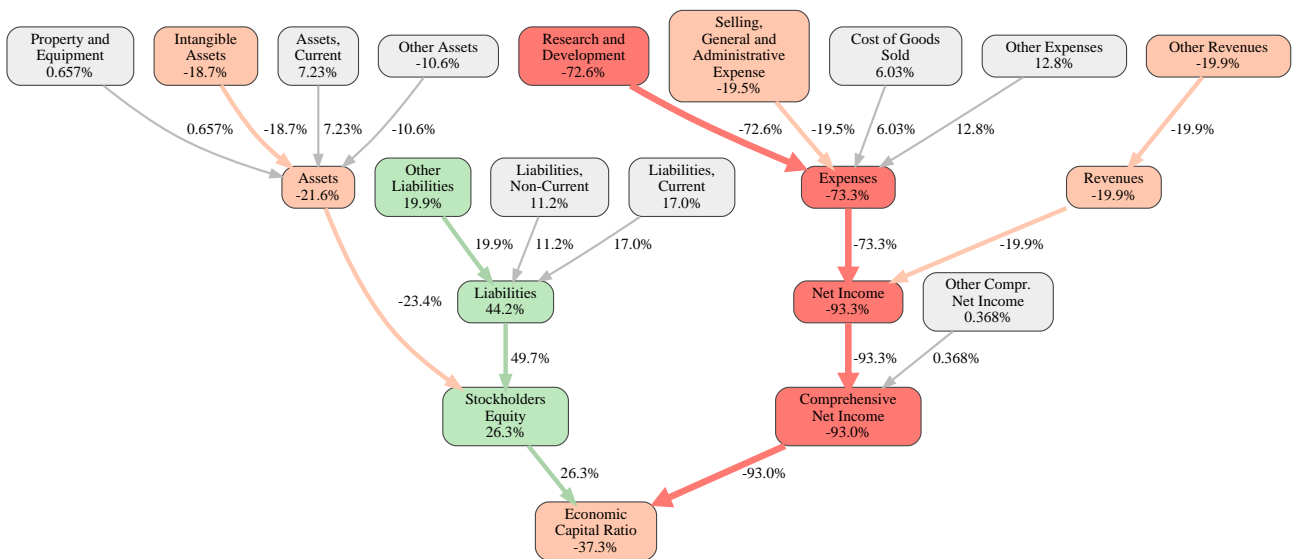 Property and
Equipment
0.657%
Intangible
Assets
-18.7%
Assets,
Current
7.23%
Other Assets
-10.6%
Research and
Development
-72.6%
Selling,
General and
Administrative
Expense
-19.5%
Cost of Goods
Sold
6.03%
Other Expenses
12.8%
Other Revenues
-19.9%
0.657%
-18.7%
7.23%
-10.6%
-72.6%
-19.5%
6.03%
12.8%
-19.9%
Assets
-21.6%
Other
Liabilities
19.9%
Liabilities,
Non-Current
11.2%
Liabilities,
Current
17.0%
Expenses
-73.3%
Revenues
-19.9%
19.9%
11.2%
17.0%
-73.3%
-19.9%
-23.4%
Liabilities
44.2%
Net Income
-93.3%
Other Compr.
Net Income
0.368%
49.7%
-93.3%
0.368%
Stockholders
Equity
26.3%
Comprehensive
Net Income
-93.0%
26.3%
-93.0%
Economic
Capital Ratio
-37.3%